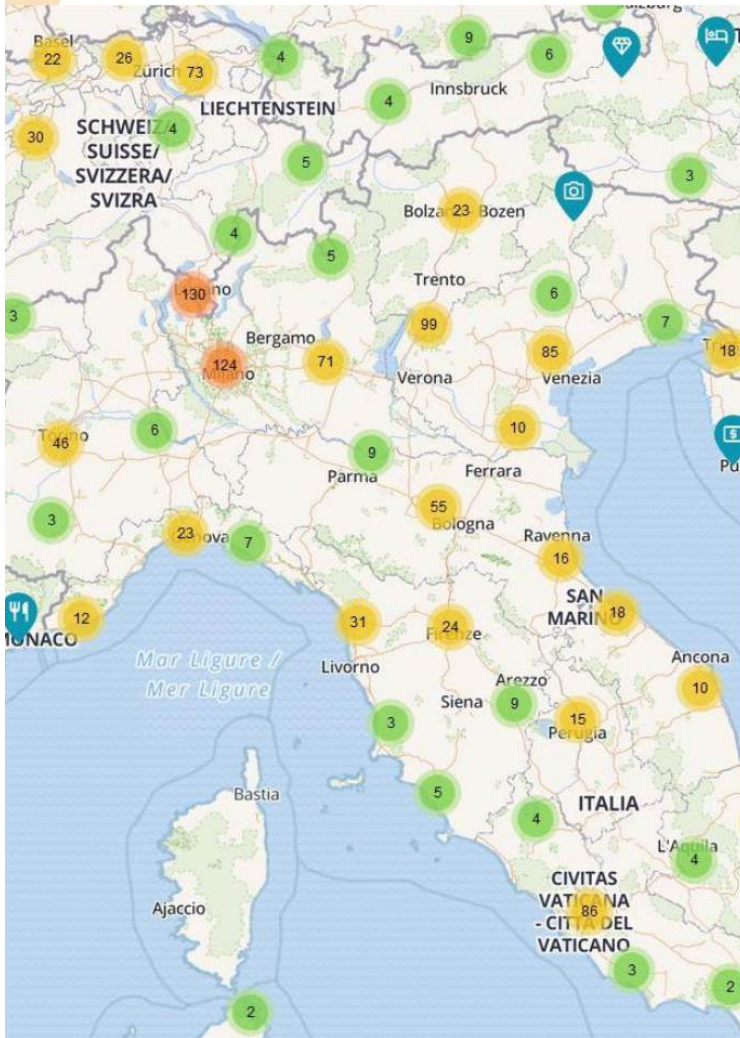 9
6
4
22
26
73
Zürich
Innsbruck
4
LIECHTENSTEIN
30
4
SCHWEIZ/
SUISSE/
SVIZZERA/
SVIZRA
5
3
23
4
5
6
130
Trento
3
99
7
Bergamo
124
71
85
18
Verona
Venezia
46
6
10
9
Parma
Ferrara
3
55
Bologna
23
7
Ravenna
16
12
MONACO
31
24
Firenze
SAN
MARINO
18
Mar Ligure /
Mer Ligure
Livorno
Ancona
10
Siena
Arezzo
9
3
15
Perugia
5
Bastia
4
ITALIA
L'Aquila
4
Ajaccio
CIVITAS
VATICANA
- CITTÀ DEL
VATICANO
86
3
2
2